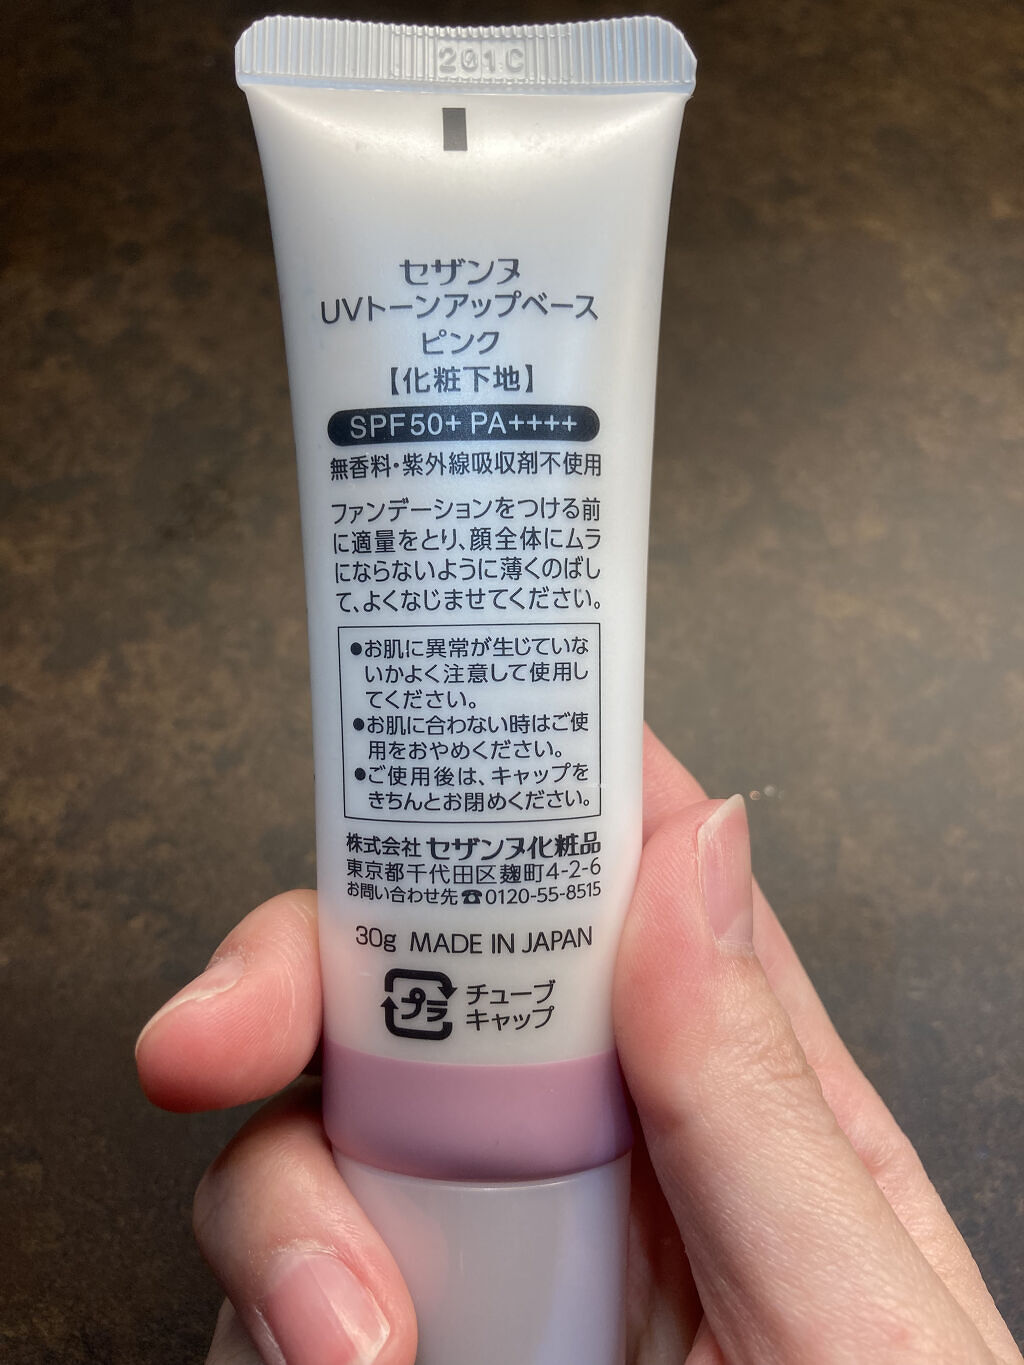 201C
セザンヌ
UVトーンアップベース
ピンク
【化粧下地】
SPF50+ PA++++
無香料・紫外線吸収剤不使用
ファンデーションをつける前
に適量をとり、顔全体にムラ
にならないように薄くのばし
て、よくなじませてください。
●お肌に異常が生じていな
いかよく注意して使用し
てください。
●お肌に合わない時はご使
用をおやめください。
●ご使用後は、キャップを
きちんとお閉めください。
株式会社 セザンヌ化粧品
東京都千代田区麹町4-2-6
お問い合わせ先☎0120-55-8515
30g MADE IN JAPAN
プラ チューブ
キャップ